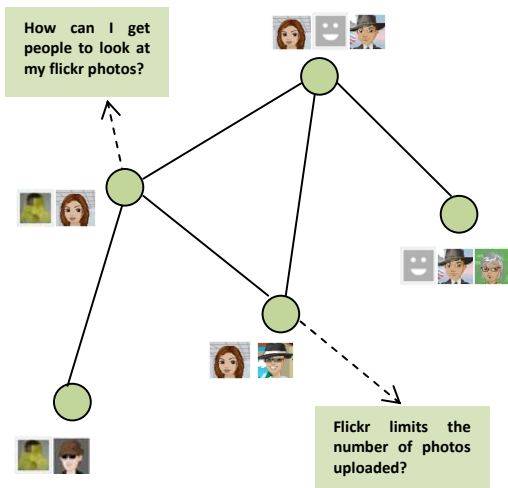 How can I get
people to look at
my flickr photos?
Flickr limits the
number of photos
uploaded?